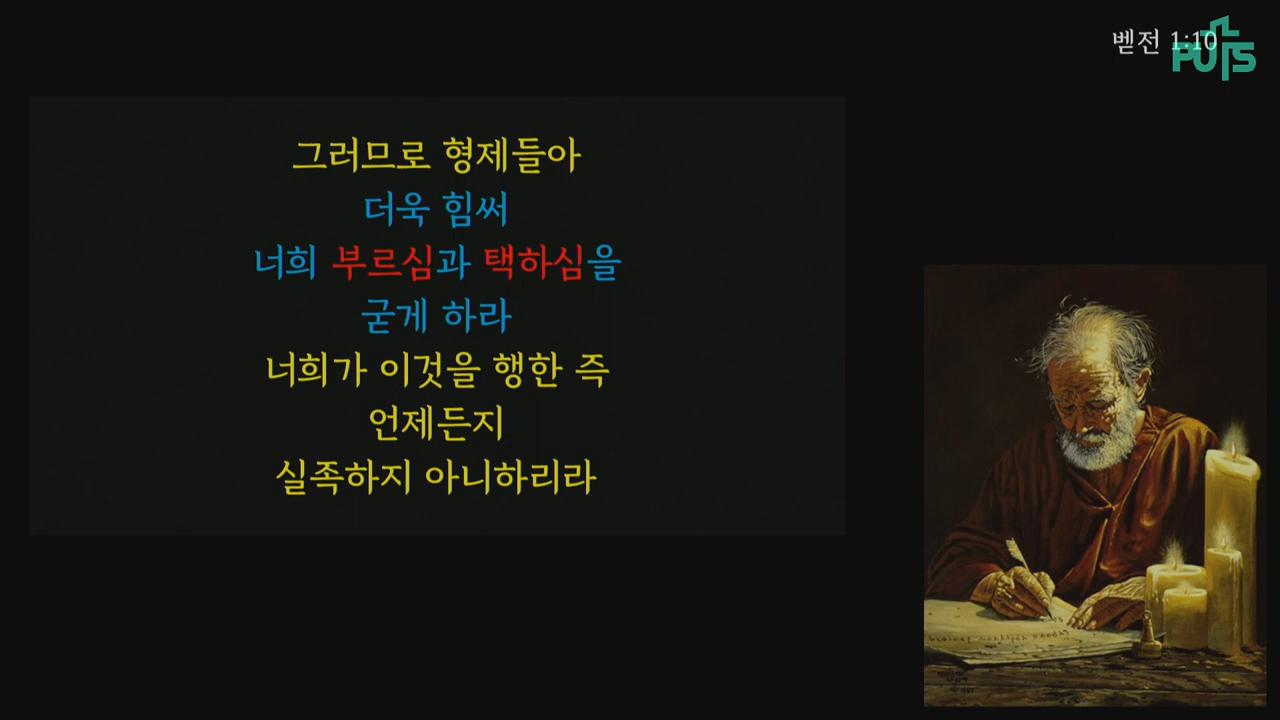 벧전 1:10
PUTS
그러므로 형제들아
더욱 힘써
너희 부르심과 택하심을
굳게 하라
너희가 이것을 행한 즉
언제든지
실족하지 아니하리라